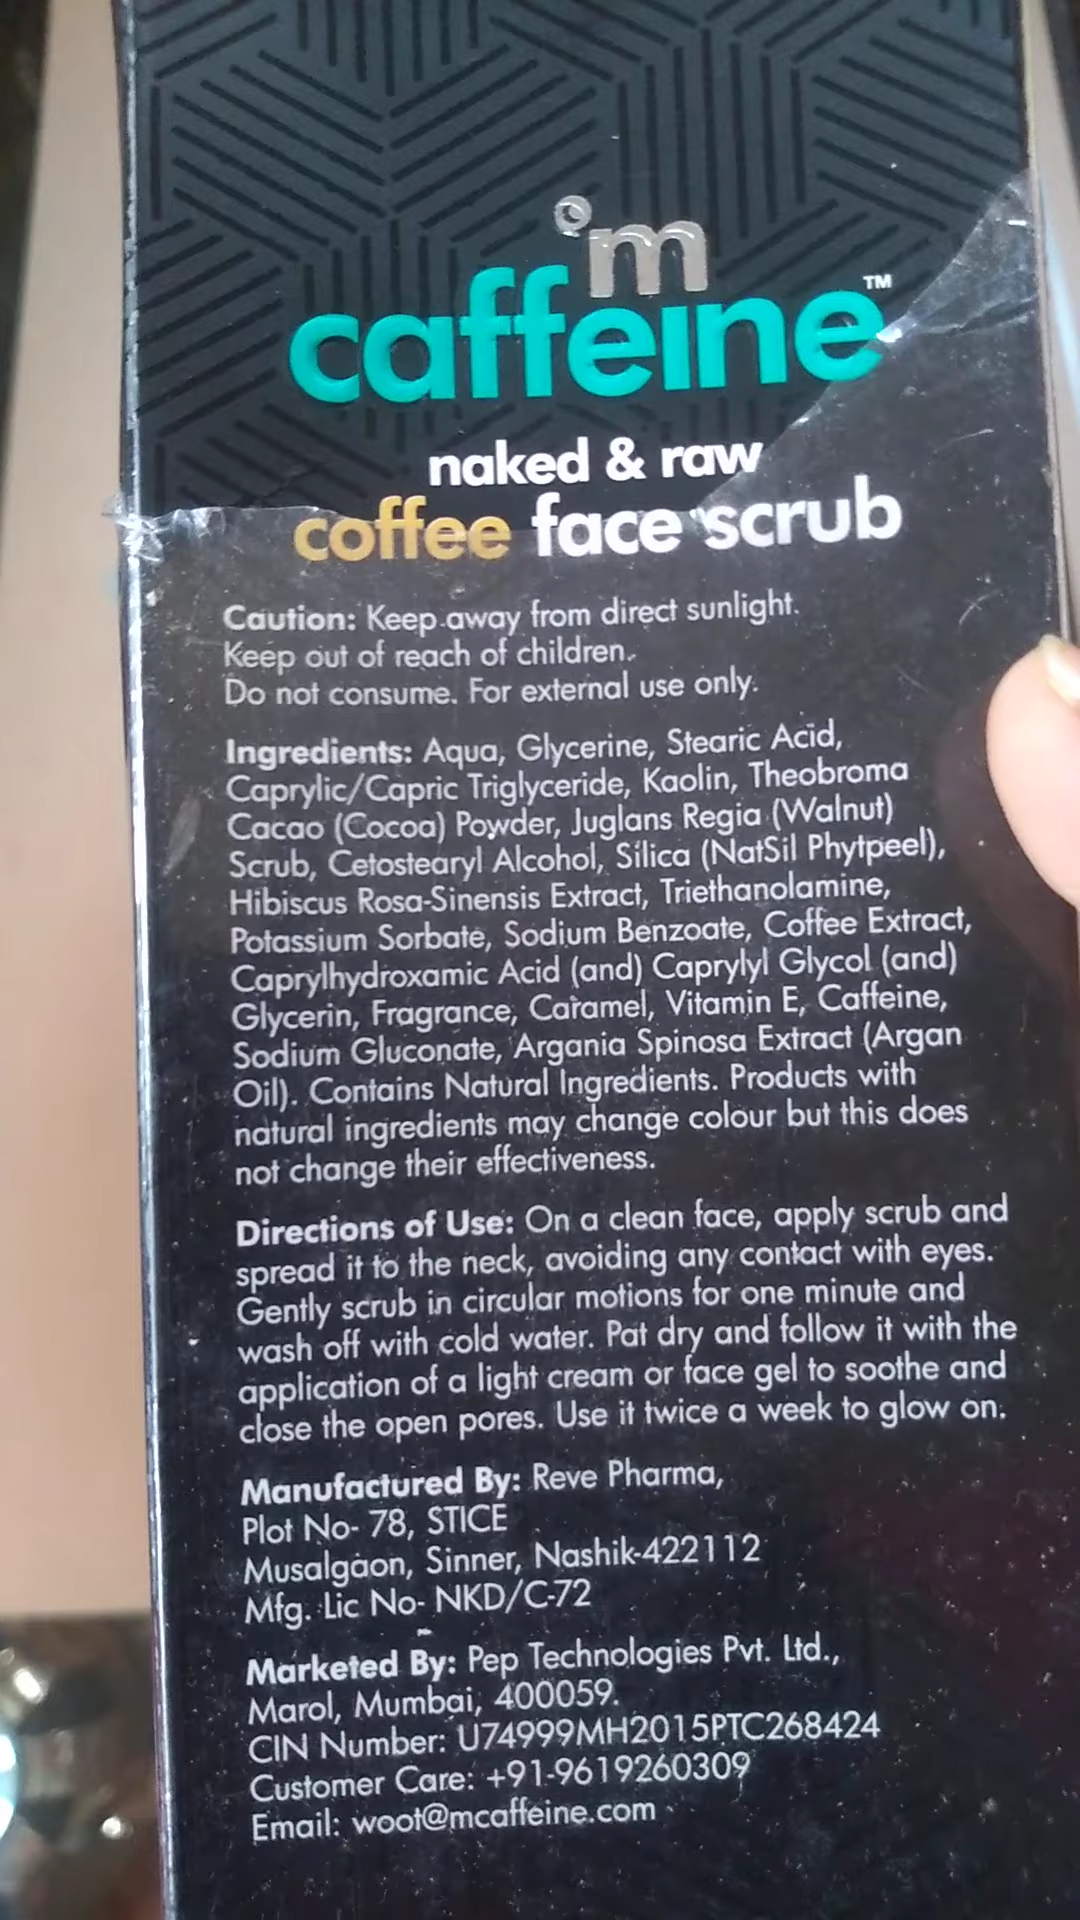 m
caffeine™
naked & raw
coffee face scrub
Caution: Keep away from direct sunlight.
Keep out of reach of children.
Do not consume. For external use only.
Ingredients: Aqua, Glycerine, Stearic Acid,
Caprylic/Capric Triglyceride, Kaolin, Theobroma
Cacao (Cocoa) Powder, Juglans Regia (Walnut)
Scrub, Cetostearyl Alcohol, Silica (NatSil Phytpeel),
Hibiscus Rosa-Sinensis Extract, Triethanolamine,
Potassium Sorbate, Sodium Benzoate, Coffee Extract,
Caprylhydroxamic Acid (and) Caprylyl Glycol (and)
Glycerin, Fragrance, Caramel, Vitamin E, Caffeine,
Sodium Gluconate, Argania Spinosa Extract (Argan
Oil). Contains Natural Ingredients. Products with
natural ingredients may change colour but this does
not change their effectiveness.
Directions of Use: On a clean face, apply scrub and
spread it to the neck, avoiding any contact with eyes.
Gently scrub in circular motions for one minute and
wash off with cold water. Pat dry and follow it with the
application of a light cream or face gel to soothe and
close the open pores. Use it twice a week to glow on.
Manufactured By: Reve Pharma,
Plot No- 78, STICE
Musalgaon, Sinner, Nashik-422112
Mfg. Lic No- NKD/C-72
Marketed By: Pep Technologies Pvt. Ltd.,
Marol, Mumbai, 400059.
CIN Number: U74999MH2015PTC268424
Customer Care: +91-9619260309
Email: woot@mcaffeine.com